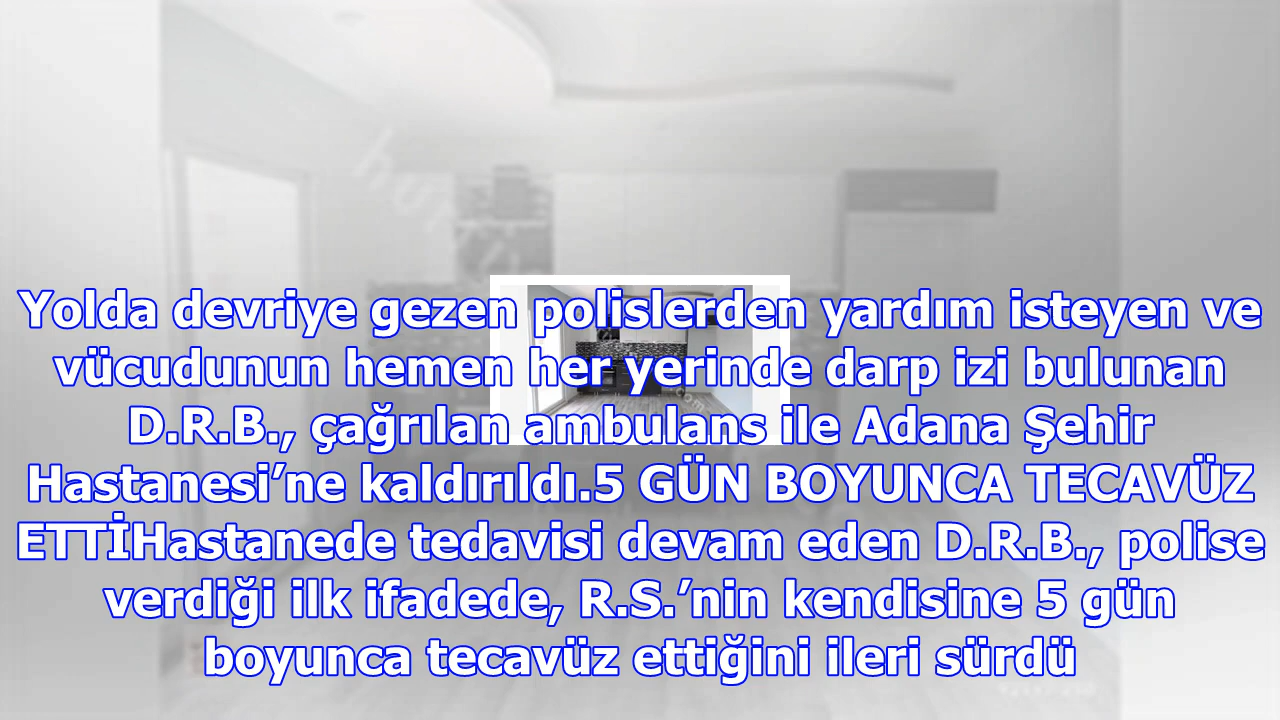 Yolda devriye gezen polislerden yardım isteyen ve
vücudunun hemen her yerinde darp izi bulunan
D.R.B., çağrılan ambulans ile Adana Şehir
Hastanesi’ne kaldırıldı.5 GÜN BOYUNCA TECAVÜZ
ETTİHastanede tedavisi devam eden D.R.B., polise
verdiği ilk ifadede, R.S.’nin kendisine 5 gün
boyunca tecavüz ettiğini ileri sürdü